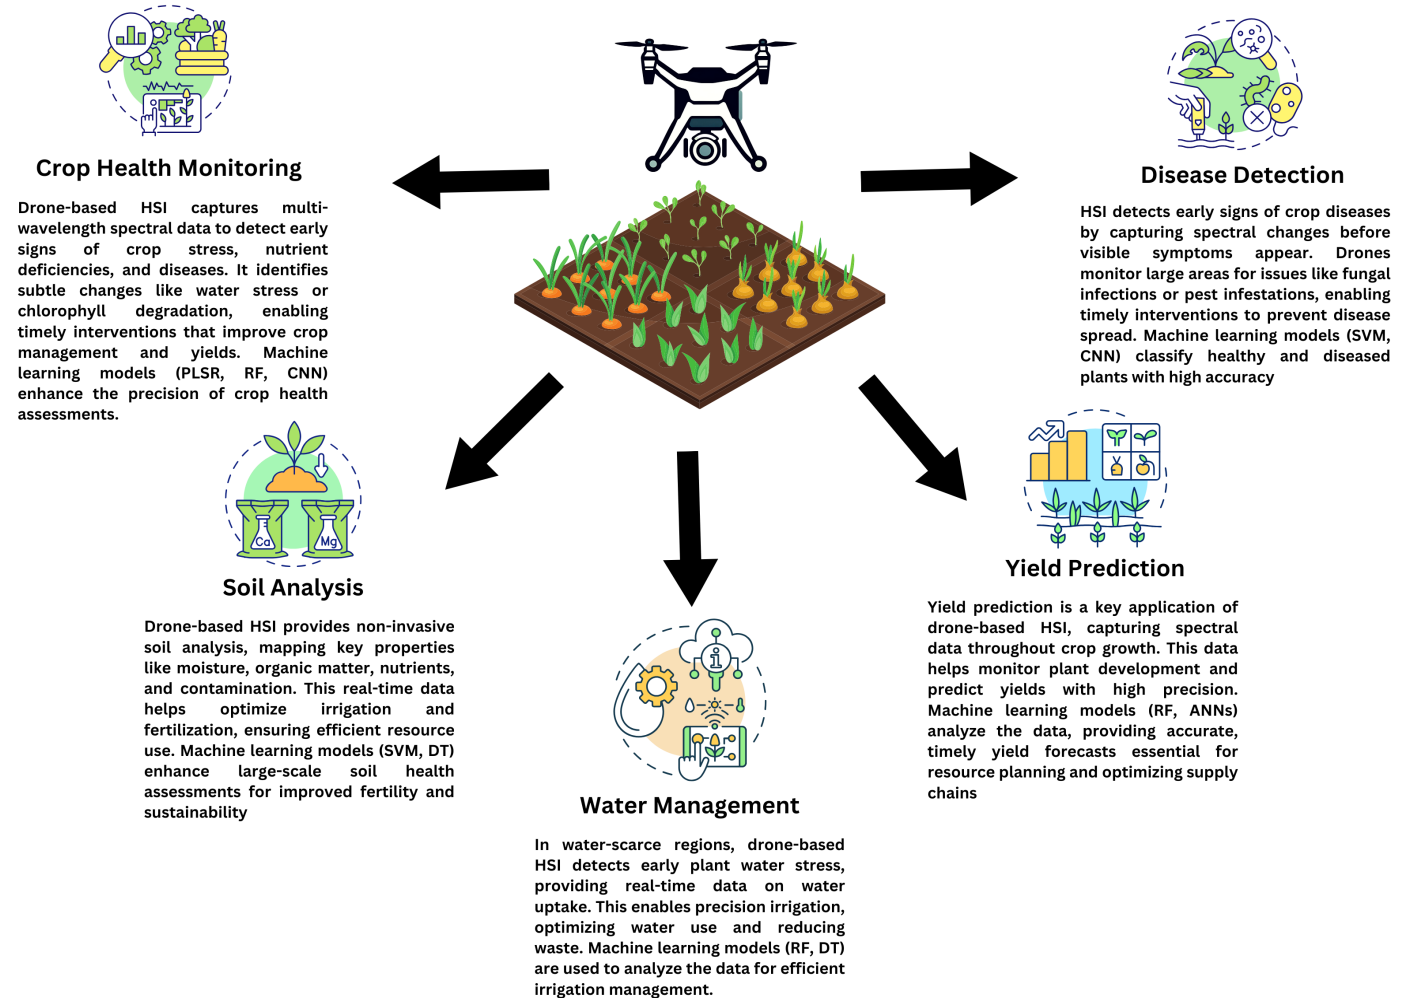 Crop Health Monitoring
Drone-based HSI captures multi-
wavelength spectral data to detect early
signs of crop stress, nutrient
deficiencies, and diseases. It identifies
subtle changes like water stress or
chlorophyll degradation, enabling
timely interventions that improve crop
management and yields. Machine
learning models (PLSR, RF, CNN)
enhance the precision of crop health
assessments.
Disease Detection
HSI detects early signs of crop diseases
by capturing spectral changes before
visible symptoms appear. Drones
monitor large areas for issues like fungal
infections or pest infestations, enabling
timely interventions to prevent disease
spread. Machine learning models (SVM,
CNN) classify healthy and diseased
plants with high accuracy
Ca
Mg
Soil Analysis
Drone-based HSI provides non-invasive
soil analysis, mapping key properties
like moisture, organic matter, nutrients,
and contamination. This real-time data
helps optimize irrigation and
fertilization, ensuring efficient resource
use. Machine learning models (SVM, DT)
enhance large-scale soil health
assessments for improved fertility and
sustainability
i
Water Management
In water-scarce regions, drone-based
HSI detects early plant water stress,
providing real-time data on water
uptake. This enables precision irrigation,
optimizing water use and reducing
waste. Machine learning models (RF, DT)
are used to analyze the data for efficient
irrigation management.
Yield Prediction
Yield prediction is a key application of
drone-based HSI, capturing spectral
data throughout crop growth. This data
helps monitor plant development and
predict yields with high precision.
Machine learning models (RF, ANNs)
analyze the data, providing accurate,
timely yield forecasts essential for
resource planning and optimizing supply
chains